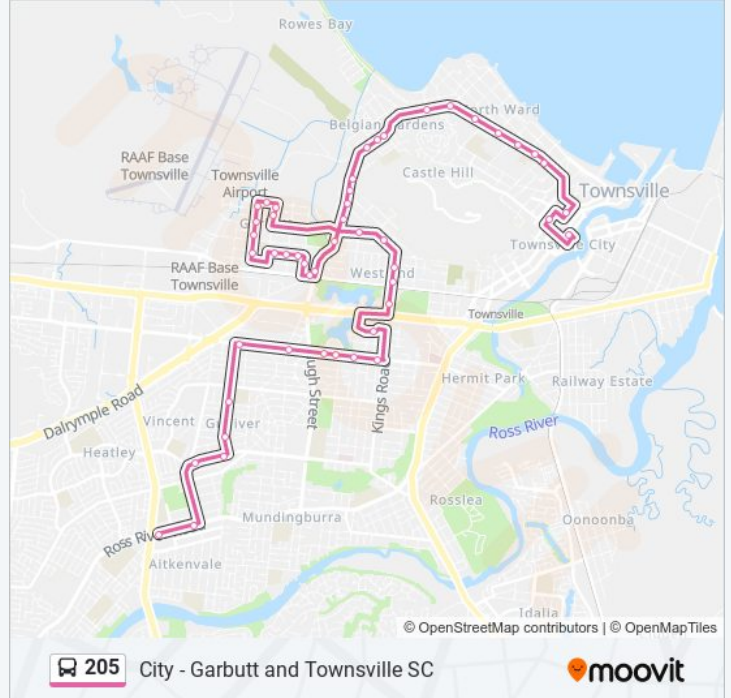 Rowes Bay
North Ward
Belgian Gardens
RAAF Base
Townsville
Townsville
Airport
Castle Hill
Townsville
Townsville City
RAAF Base
Townsville
West End
Townsville
Hermit Park
Railway Estate
ugh Street
Kings Road
Dalrymple Road
Vincent
Gulliver
Ross River
Heatley
Rosslea
Mundingburra
Oonoonba
Ross River
Aitkenvale
Idalia
© OpenStreetMap contributors | © OpenMapTiles
205 City - Garbutt and Townsville SC
moovit